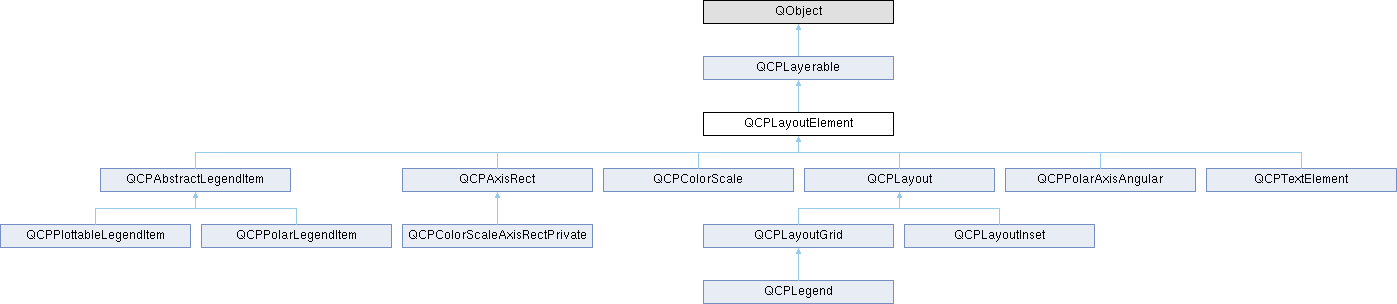 QObject
QCPLayerable
QCPLayoutElement
QCPAbstractLegendItem
QCPAxisRect
QCPColorScale
QCPLayout
QCPPolarAxisAngular
QCPTextElement
QCPPlottableLegendItem
QCPPolarLegendItem
QCPColorScaleAxisRectPrivate
QCPLayoutGrid
QCPLayoutInset
QCPLegend